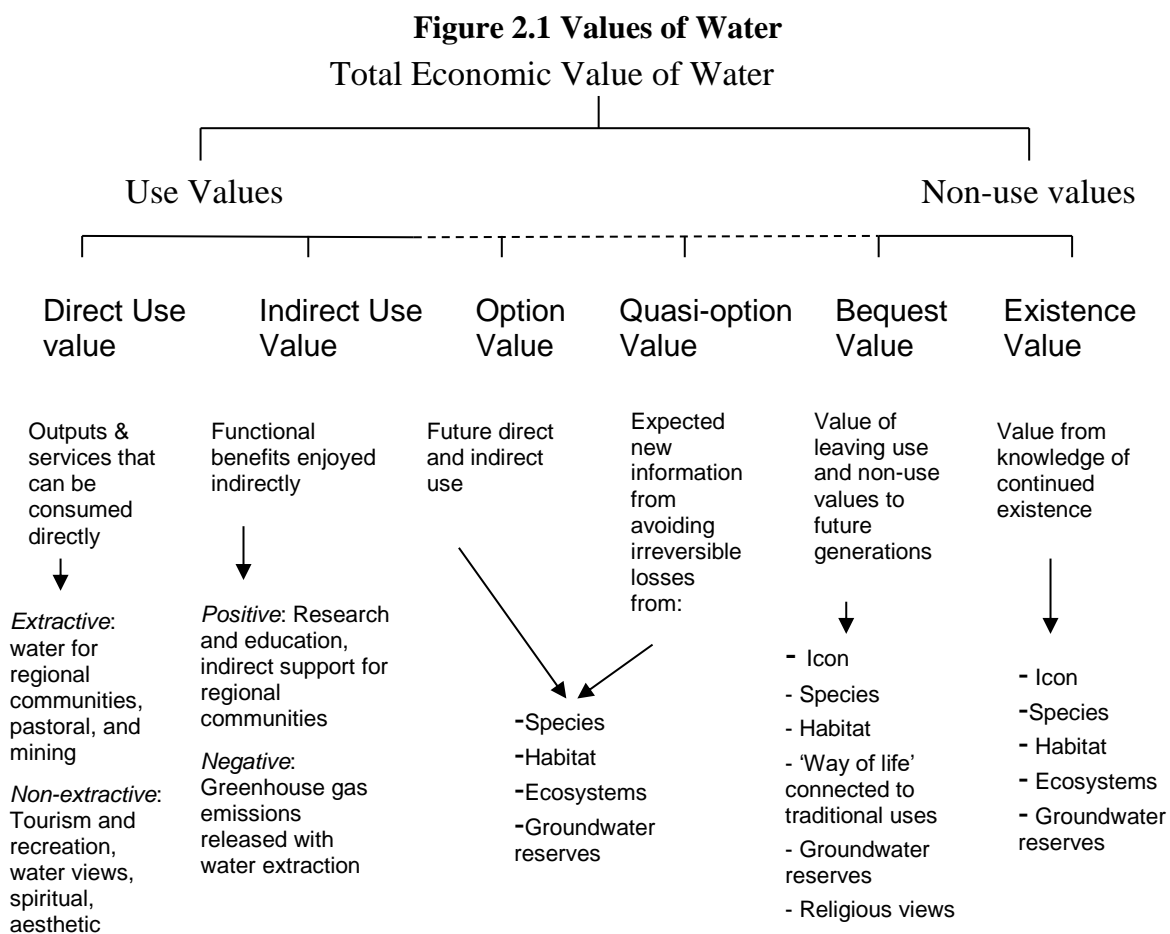 Figure 2.1 Values of Water
Total Economic Value of Water
Use Values
Non-use values
Direct Use
value
Indirect Use
Value
Option
Value
Quasi-option
Value
Bequest
Value
Existence
Value
Outputs &
services that
can be
consumed
directly
Functional
benefits enjoyed
indirectly
Future direct
and indirect
use
Expected
new
information
from
avoiding
irreversible
losses
from:
Value of
leaving use
and non-use
values to
future
generations
Value from
knowledge of
continued
existence
Extractive:
water for
regional
communities,
pastoral, and
mining
Non-extractive:
Tourism and
recreation,
water views,
spiritual,
aesthetic
Positive: Research
and education,
indirect support for
regional
communities
Negative:
Greenhouse gas
emissions
released with
water extraction
-Species
-Habitat
-Ecosystems
-Groundwater
reserves
- Icon
- Species
- Habitat
- ‘Way of life’
connected to
traditional uses
- Groundwater
reserves
- Religious views
- Icon
-Species
- Habitat
- Ecosystems
- Groundwater
reserves